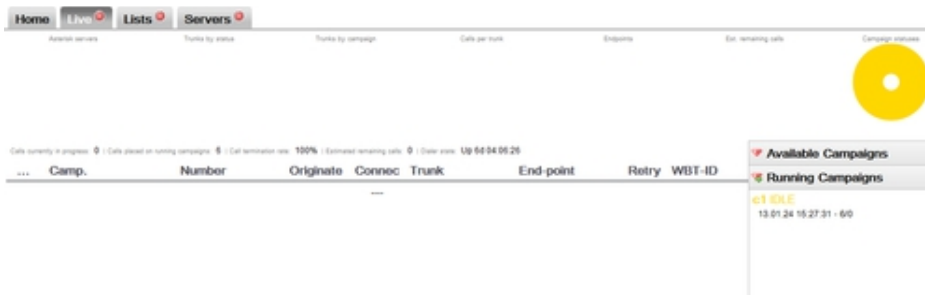 Home Live Lists Servers
Asterisk servers Trunks by status Trunks by campaign Calls per trunk Endpoints Est. remaining calls Campaign statuses
Calls currently in progress: 0 | Calls placed on running campaigns: 6 | Call termination rate: 100% | Estimated remaining calls: 0 | Dialer state: Up 6d 04:06:26
... Camp. Number Originate Connec Trunk End-point Retry WBT-ID
---
Available Campaigns
Running Campaigns
c1 IDLE
13.01.24 15:27:31 - 6/0